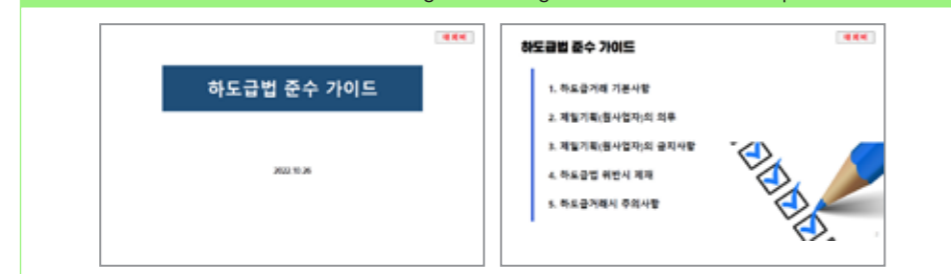 하도급법 준수 가이드
2022.10.26
하도급법 준수 가이드
1. 하도급거래 기본사항
2. 제일기획(원사업자)의 의무
3. 제일기획(원사업자)의 금지사항
4. 하도급법 위반시 제재
5. 하도급거래시 주의사항